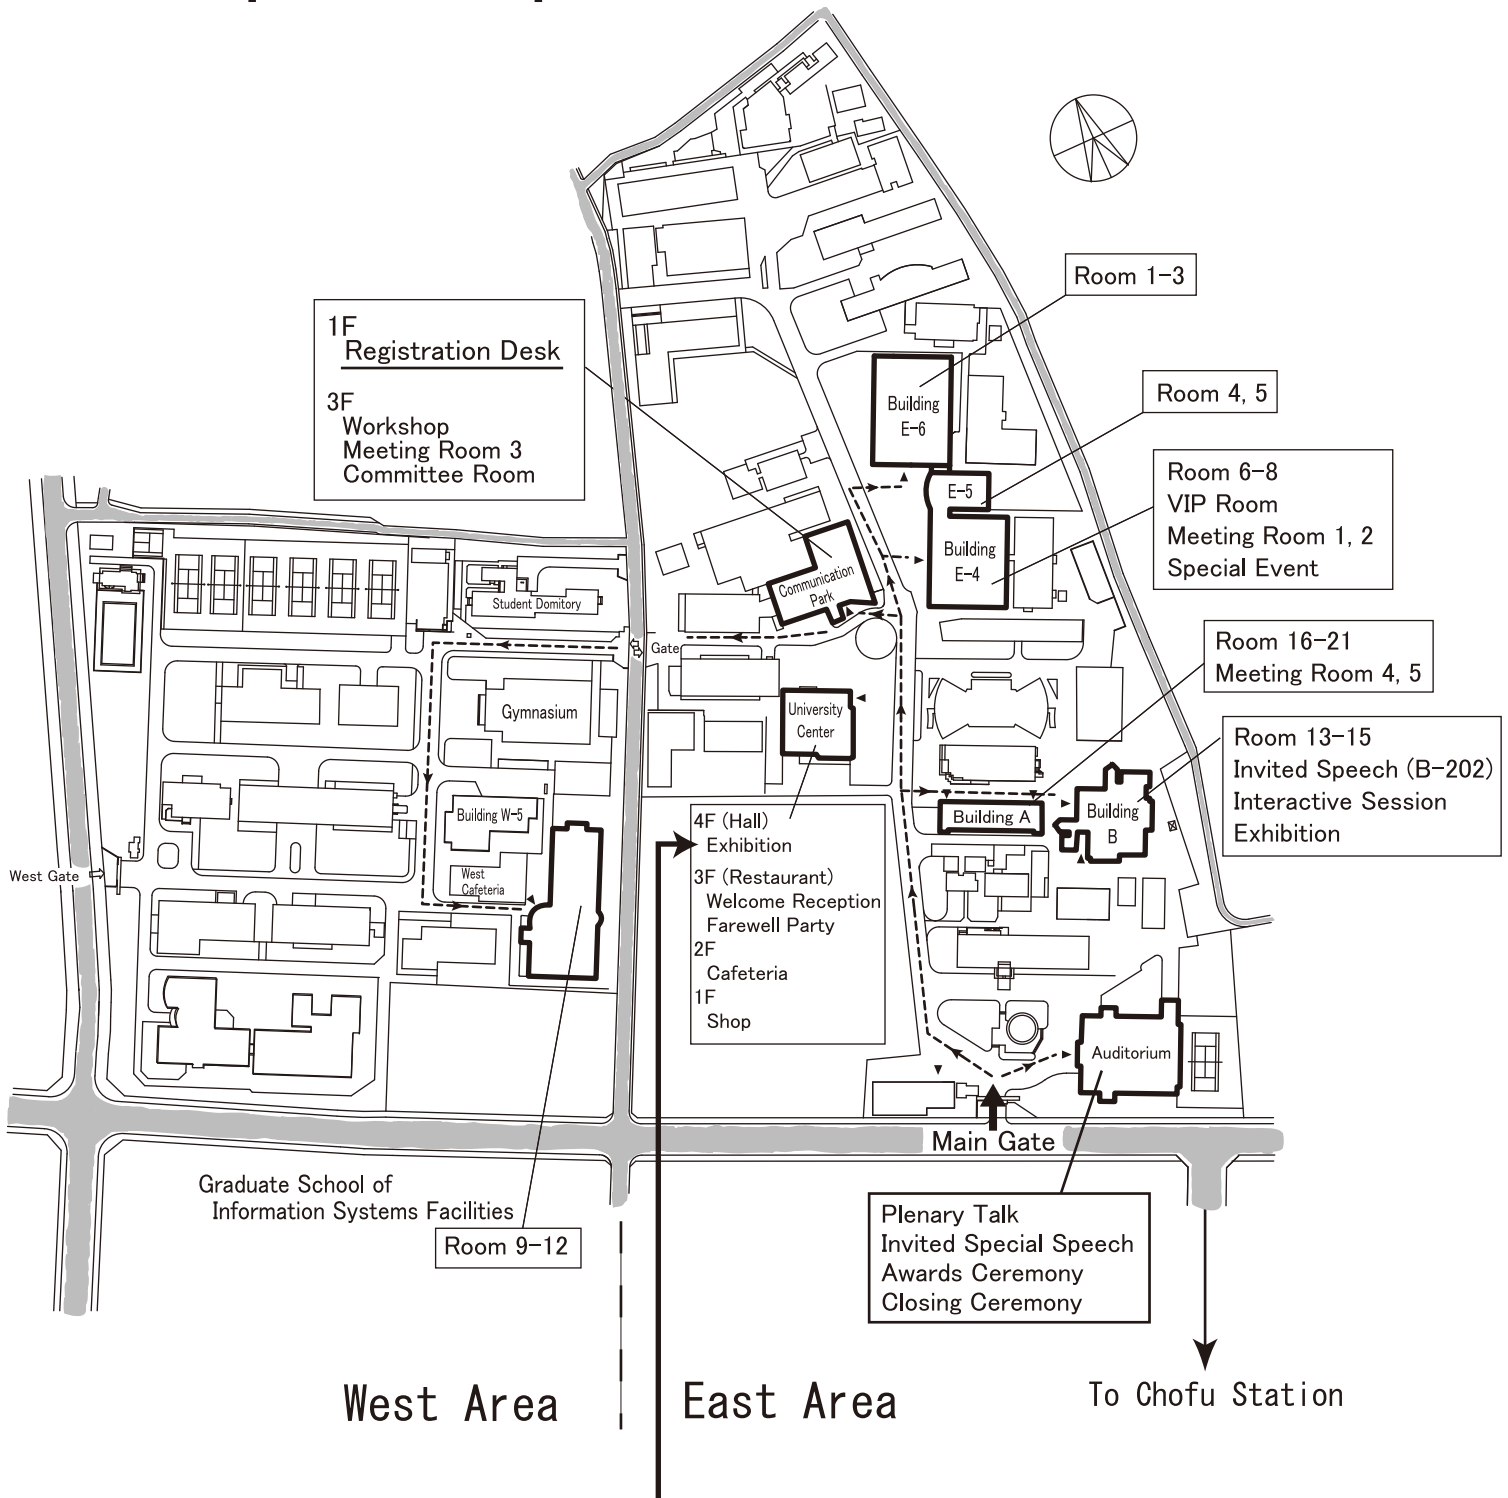 Room 1-3
1F
Registration Desk
3F
Workshop
Meeting Room 3
Committee Room
Room 4, 5
Building
E-6
Room 6-8
VIP Room
Meeting Room 1, 2
Special Event
E-5
Building
E-4
Communication
Park
Student Domitory
Gate
Room 16-21
Meeting Room 4, 5
Gymnasium
University
Center
Room 13-15
Invited Speech (B-202)
Interactive Session
Exhibition
Building W-5
Building A
Building
B
4F (Hall)
Exhibition
3F (Restaurant)
Welcome Reception
Farewell Party
2F
Cafeteria
1F
Shop
West Gate
West
Cafeteria
Auditorium
Main Gate
Graduate School of
Information Systems Facilities
Room 9-12
Plenary Talk
Invited Special Speech
Awards Ceremony
Closing Ceremony
West Area
East Area
To Chofu Station